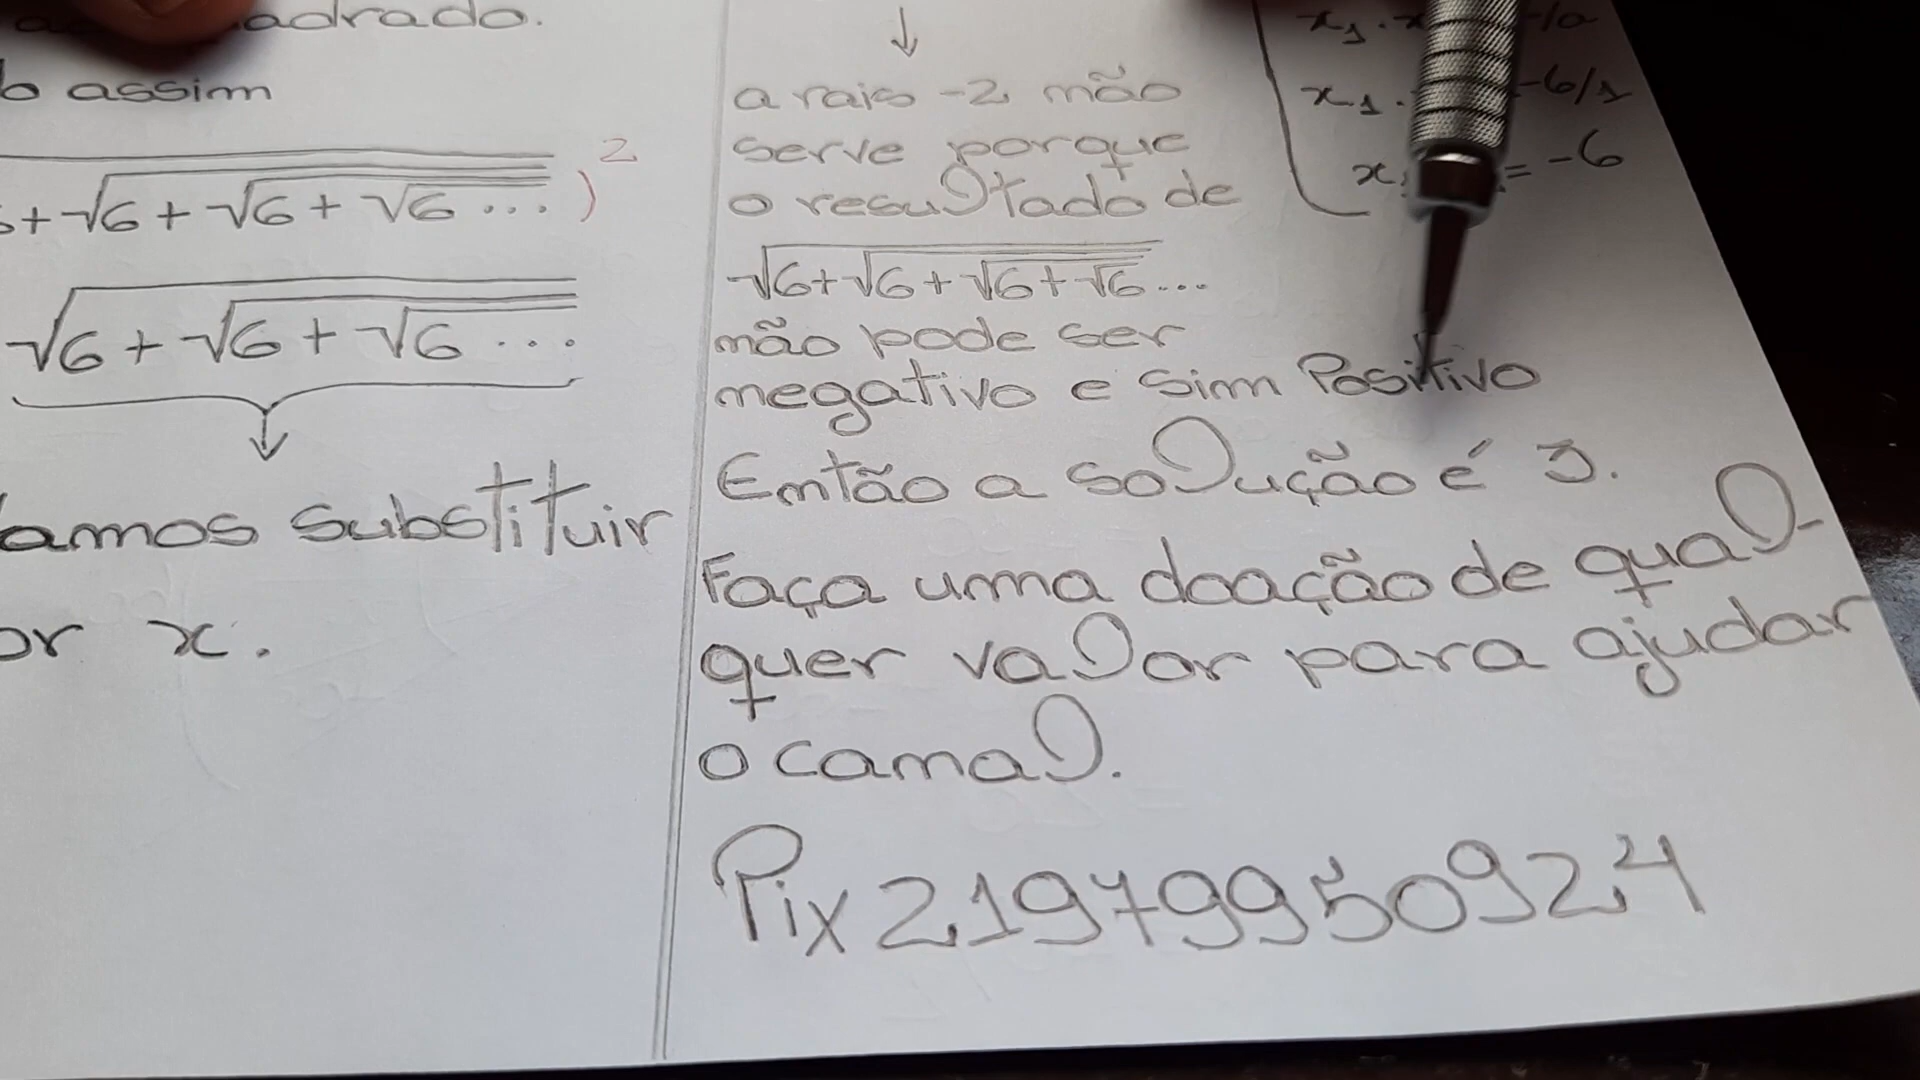 adrado.
assim
+√6+√6+√6...)²
√6+√6+√6...
amos substituir
or x.
↓
a rais -2 não
serve porque
o resultado de
√6+√6+√6+√6...
não pode ser
negativo e sim Positivo
Então a solução é 3.
Faça uma doação de qual-
quer valor para ajudar
o canal.
Pix 21979950924
x₁.
-6/1
= -6